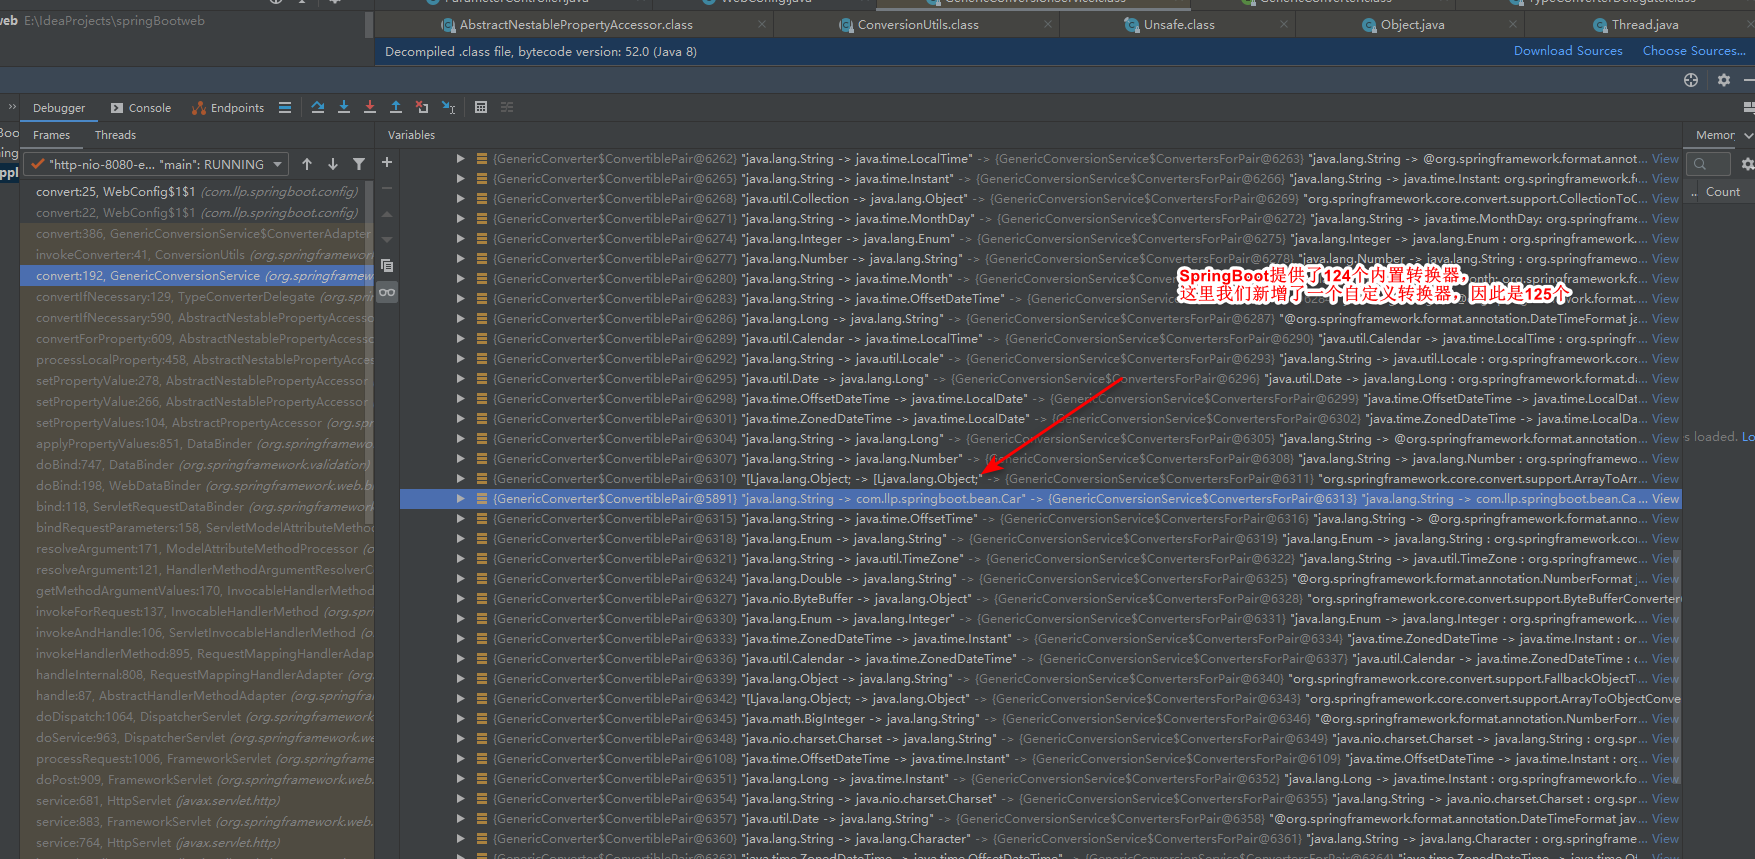 web E:\IdeaProjects\springBootweb
AbstractNestablePropertyAccessor.class
ConversionUtils.class
Unsafe.class
Object.java
Thread.java
Decompiled .class file, bytecode version: 52.0 (Java 8)
Download Sources
Choose Sources...
Debugger
Console
Endpoints
Frames
Threads
Variables
Memor
"http-nio-8080-e... "main": RUNNING
Count
s loaded. Lo
convert:25, WebConfig$1$1 (com.llp.springboot.config)
convert:22, WebConfig$1$1 (com.llp.springboot.config)
convert:386, GenericConversionService$ConverterAdapter
invokeConverter:41, ConversionUtils (org.springframewo
convert:192, GenericConversionService (org.springframew
convertIfNecessary:129, TypeConverterDelegate (org.spri
convertIfNecessary:590, AbstractNestablePropertyAccesso
convertForProperty:609, AbstractNestablePropertyAccesso
processLocalProperty:458, AbstractNestablePropertyAcces
setPropertyValue:278, AbstractNestablePropertyAccessor
setPropertyValue:266, AbstractNestablePropertyAccessor
setPropertyValues:104, AbstractPropertyAccessor (org.spr
applyPropertyValues:851, DataBinder (org.springframewo
doBind:747, DataBinder (org.springframework.validation)
doBind:198, WebDataBinder (org.springframework.web.b
bind:118, ServletRequestDataBinder (org.springframewo
bindRequestParameters:158, ServletModelAttributeMetho
resolveArgument:171, ModelAttributeMethodProcessor (o
resolveArgument:121, HandlerMethodArgumentResolverC
getMethodArgumentValues:170, InvocableHandlerMethod
invokeForRequest:137, InvocableHandlerMethod (org.spr
invokeAndHandle:106, ServletInvocableHandlerMethod (o
invokeHandlerMethod:895, RequestMappingHandlerAdap
handleInternal:808, RequestMappingHandlerAdapter (org
handle:87, AbstractHandlerMethodAdapter (org.springfra
doDispatch:1064, DispatcherServlet (org.springframework
doService:963, DispatcherServlet (org.springframework.we
processRequest:1006, FrameworkServlet (org.springframe
doPost:909, FrameworkServlet (org.springframework.web.
service:681, HttpServlet (javax.servlet.http)
service:883, FrameworkServlet (org.springframework.web.
service:764, HttpServlet (javax.servlet.http)
{GenericConverter$ConvertiblePair@6262} "java.lang.String -> java.time.LocalTime" -> {GenericConversionService$ConvertersForPair@6263} "java.lang.String -> @org.springframework.format.annot... View
{GenericConverter$ConvertiblePair@6265} "java.lang.String -> java.time.Instant" -> {GenericConversionService$ConvertersForPair@6266} "java.lang.String -> java.time.Instant: org.springframework.fo... View
{GenericConverter$ConvertiblePair@6268} "java.util.Collection -> java.lang.Object" -> {GenericConversionService$ConvertersForPair@6269} "org.springframework.core.convert.support.CollectionToC... View
{GenericConverter$ConvertiblePair@6271} "java.lang.String -> java.time.MonthDay" -> {GenericConversionService$ConvertersForPair@6272} "java.lang.String -> java.time.MonthDay: org.springframe... View
{GenericConverter$ConvertiblePair@6274} "java.lang.Integer -> java.lang.Enum" -> {GenericConversionService$ConvertersForPair@6275} "java.lang.Integer -> java.lang.Enum : org.springframework.... View
{GenericConverter$ConvertiblePair@6277} "java.lang.Number -> java.lang.String" -> {GenericConversionService$ConvertersForPair@6278} "java.lang.Number -> java.lang.String : org.springframework... View
SpringBoot提供了124个内置转换器,
这里我们新增了一个自定义转换器，因此是125个
{GenericConverter$ConvertiblePair@6280} "java.lang.String -> java.time.Month" -> {GenericConversionService$ConvertersForPair onth: org.springframework.f... View
{GenericConverter$ConvertiblePair@6283} "java.lang.String -> java.time.OffsetDateTime" -> {GenericConversionService$ConvertersForPair@6284 @org.springframework.format... View
{GenericConverter$ConvertiblePair@6286} "java.lang.Long -> java.lang.String" -> {GenericConversionService$ConvertersForPair@6287} "@org.springframework.format.annotation.DateTimeFormat ja... View
{GenericConverter$ConvertiblePair@6289} "java.util.Calendar -> java.time.LocalTime" -> {GenericConversionService$ConvertersForPair@6290} "java.util.Calendar -> java.time.LocalTime : org.springfr... View
{GenericConverter$ConvertiblePair@6292} "java.lang.String -> java.util.Locale" -> {GenericConversionService$ConvertersForPair@6293} "java.lang.String -> java.util.Locale : org.springframework.core... View
{GenericConverter$ConvertiblePair@6295} "java.util.Date -> java.lang.Long" -> {GenericConversionService$ConvertersForPair@6296} "java.util.Date -> java.lang.Long : org.springframework.format.d... View
{GenericConverter$ConvertiblePair@6298} "java.time.OffsetDateTime -> java.time.LocalDate" -> {GenericConversionService$ConvertersForPair@6299} "java.time.OffsetDateTime -> java.time.LocalDat... View
{GenericConverter$ConvertiblePair@6301} "java.time.ZonedDateTime -> java.time.LocalDate" -> {GenericConversionService$ConvertersForPair@6302} "java.time.ZonedDateTime -> java.time.LocalDa... View
{GenericConverter$ConvertiblePair@6304} "java.lang.String -> java.lang.Long" -> {GenericConversionService$ConvertersForPair@6305} "java.lang.String -> @org.springframework.format.annotation... View
{GenericConverter$ConvertiblePair@6307} "java.lang.String -> java.lang.Number" -> {GenericConversionService$ConvertersForPair@6308} "java.lang.String -> java.lang.Number : org.springframewo... View
{GenericConverter$ConvertiblePair@6310} "[Ljava.lang.Object; -> [Ljava.lang.Object;" -> {GenericConversionService$ConvertersForPair@6311} "org.springframework.core.convert.support.ArrayToArr... View
{GenericConverter$ConvertiblePair@5891} "java.lang.String -> com.llp.springboot.bean.Car" -> {GenericConversionService$ConvertersForPair@6313} "java.lang.String -> com.llp.springboot.bean.Ca... View
{GenericConverter$ConvertiblePair@6315} "java.lang.String -> java.time.OffsetTime" -> {GenericConversionService$ConvertersForPair@6316} "java.lang.String -> @org.springframework.format.anno... View
{GenericConverter$ConvertiblePair@6318} "java.lang.Enum -> java.lang.String" -> {GenericConversionService$ConvertersForPair@6319} "java.lang.Enum -> java.lang.String : org.springframework.co... View
{GenericConverter$ConvertiblePair@6321} "java.lang.String -> java.util.TimeZone" -> {GenericConversionService$ConvertersForPair@6322} "java.lang.String -> java.util.TimeZone : org.springframewor... View
{GenericConverter$ConvertiblePair@6324} "java.lang.Double -> java.lang.String" -> {GenericConversionService$ConvertersForPair@6325} "@org.springframework.format.annotation.NumberFormat j... View
{GenericConverter$ConvertiblePair@6327} "java.nio.ByteBuffer -> java.lang.Object" -> {GenericConversionService$ConvertersForPair@6328} "org.springframework.core.convert.support.ByteBufferConverter
{GenericConverter$ConvertiblePair@6330} "java.lang.Enum -> java.lang.Integer" -> {GenericConversionService$ConvertersForPair@6331} "java.lang.Enum -> java.lang.Integer : org.springframework.... View
{GenericConverter$ConvertiblePair@6333} "java.time.ZonedDateTime -> java.time.Instant" -> {GenericConversionService$ConvertersForPair@6334} "java.time.ZonedDateTime -> java.time.Instant : or... View
{GenericConverter$ConvertiblePair@6336} "java.util.Calendar -> java.time.ZonedDateTime" -> {GenericConversionService$ConvertersForPair@6337} "java.util.Calendar -> java.time.ZonedDateTime : o... View
{GenericConverter$ConvertiblePair@6339} "java.lang.Object -> java.lang.String" -> {GenericConversionService$ConvertersForPair@6340} "org.springframework.core.convert.support.FallbackObjectT... View
{GenericConverter$ConvertiblePair@6342} "[Ljava.lang.Object; -> java.lang.Object" -> {GenericConversionService$ConvertersForPair@6343} "org.springframework.core.convert.support.ArrayToObjectConve
{GenericConverter$ConvertiblePair@6345} "java.math.BigInteger -> java.lang.String" -> {GenericConversionService$ConvertersForPair@6346} "@org.springframework.format.annotation.NumberForr... View
{GenericConverter$ConvertiblePair@6348} "java.nio.charset.Charset -> java.lang.String" -> {GenericConversionService$ConvertersForPair@6349} "java.nio.charset.Charset -> java.lang.String : org.spr... View
{GenericConverter$ConvertiblePair@6108} "java.time.OffsetDateTime -> java.time.Instant" -> {GenericConversionService$ConvertersForPair@6109} "java.time.OffsetDateTime -> java.time.Instant : org... View
{GenericConverter$ConvertiblePair@6351} "java.lang.Long -> java.time.Instant" -> {GenericConversionService$ConvertersForPair@6352} "java.lang.Long -> java.time.Instant : org.springframework.fo... View
{GenericConverter$ConvertiblePair@6354} "java.lang.String -> java.nio.charset.Charset" -> {GenericConversionService$ConvertersForPair@6355} "java.lang.String -> java.nio.charset.Charset : org.spr... View
{GenericConverter$ConvertiblePair@6357} "java.util.Date -> java.lang.String" -> {GenericConversionService$ConvertersForPair@6358} "@org.springframework.format.annotation.DateTimeFormat jav... View
{GenericConverter$ConvertiblePair@6360} "java.lang.String -> java.lang.Character" -> {GenericConversionService$ConvertersForPair@6361} "java.lang.String -> java.lang.Character : org.springframe... View